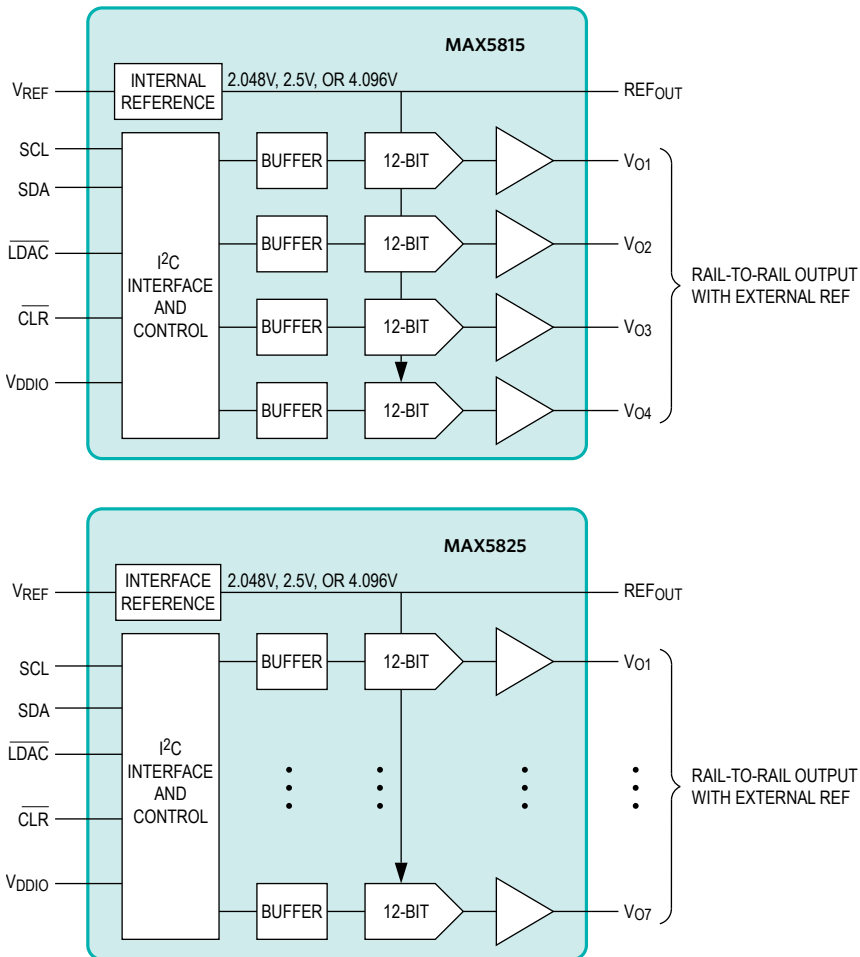 MAX5815
VREF
INTERNAL
REFERENCE
2.048V, 2.5V, OR 4.096V
REFOUT
SCL
SDA
LDAC
CLR
VDDIO
I2C
INTERFACE
AND
CONTROL
BUFFER
12-BIT
VO1
BUFFER
12-BIT
VO2
BUFFER
12-BIT
VO3
BUFFER
12-BIT
VO4
RAIL-TO-RAIL OUTPUT
WITH EXTERNAL REF
MAX5825
VREF
INTERFACE
REFERENCE
2.048V, 2.5V, OR 4.096V
REFOUT
SCL
SDA
LDAC
CLR
VDDIO
I2C
INTERFACE
AND
CONTROL
BUFFER
12-BIT
VO1
BUFFER
12-BIT
VO7
RAIL-TO-RAIL OUTPUT
WITH EXTERNAL REF